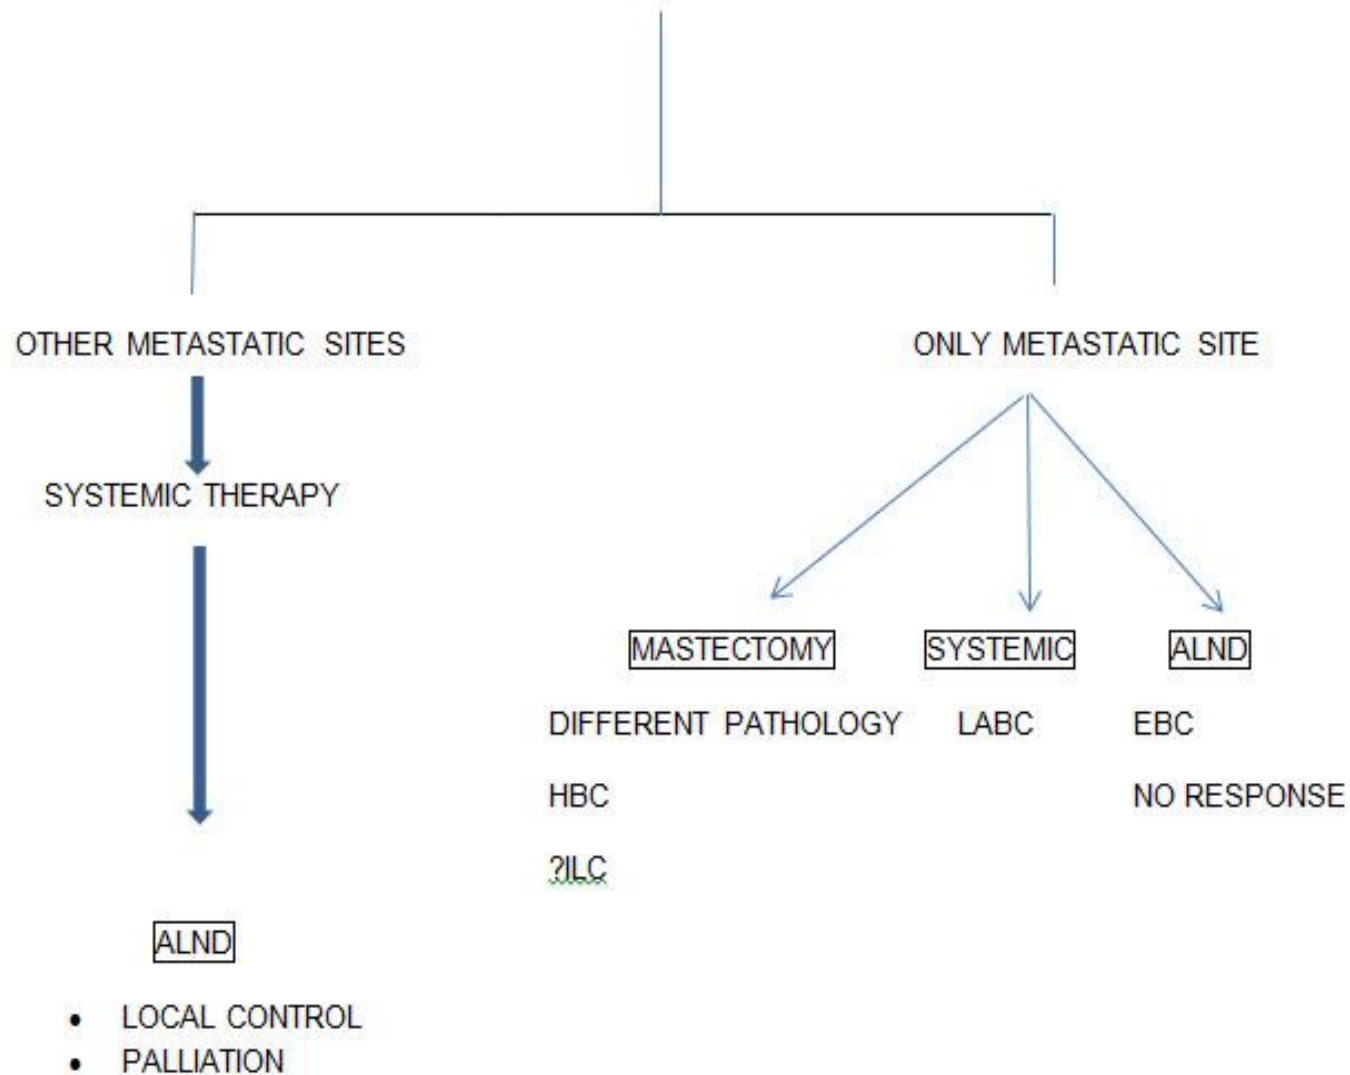 OTHER METASTATIC SITES
ONLY METASTATIC SITE
SYSTEMIC THERAPY
MASTECTOMY
DIFFERENT PATHOLOGY
HBC
?ILC
SYSTEMIC
LABC
ALND
EBC
NO RESPONSE
ALND
• LOCAL CONTROL
• PALLIATION